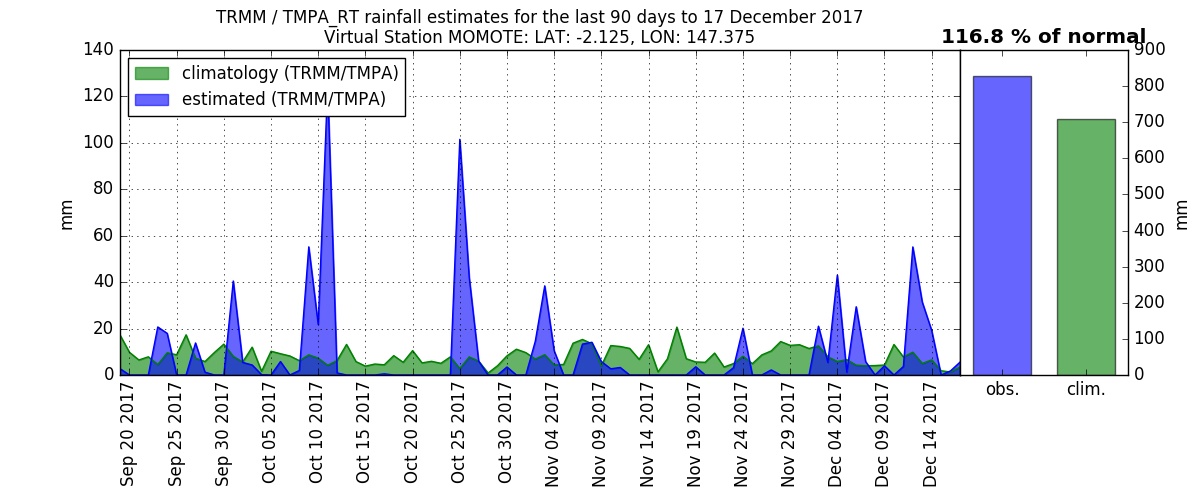 TRMM / TMPA_RT rainfall estimates for the last 90 days to 17 December 2017
Virtual Station MOMOTE: LAT: -2.125, LON: 147.375
116.8 % of normal
climatology (TRMM/TMPA)
estimated (TRMM/TMPA)
140
120
100
80
60
40
20
0
mm
Sep 20 2017
Sep 25 2017
Sep 30 2017
Oct 05 2017
Oct 10 2017
Oct 15 2017
Oct 20 2017
Oct 25 2017
Oct 30 2017
Nov 04 2017
Nov 09 2017
Nov 14 2017
Nov 19 2017
Nov 24 2017
Nov 29 2017
Dec 04 2017
Dec 09 2017
Dec 14 2017
900
800
700
600
500
400
300
200
100
0
mm
obs.
clim.